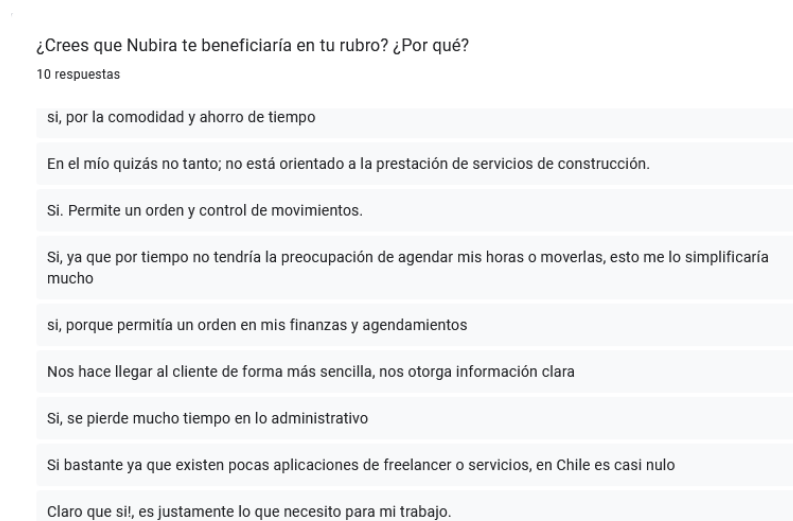 ¿Crees que Nubira te beneficiaría en tu rubro? ¿Por qué?
10 respuestas
si, por la comodidad y ahorro de tiempo
En el mío quizás no tanto; no está orientado a la prestación de servicios de construcción.
Si. Permite un orden y control de movimientos.
Si, ya que por tiempo no tendría la preocupación de agendar mis horas o moverlas, esto me lo simplificaría
mucho
si, porque permitía un orden en mis finanzas y agendamientos
Nos hace llegar al cliente de forma más sencilla, nos otorga información clara
Si, se pierde mucho tiempo en lo administrativo
Si bastante ya que existen pocas aplicaciones de freelancer o servicios, en Chile es casi nulo
Claro que si!, es justamente lo que necesito para mi trabajo.